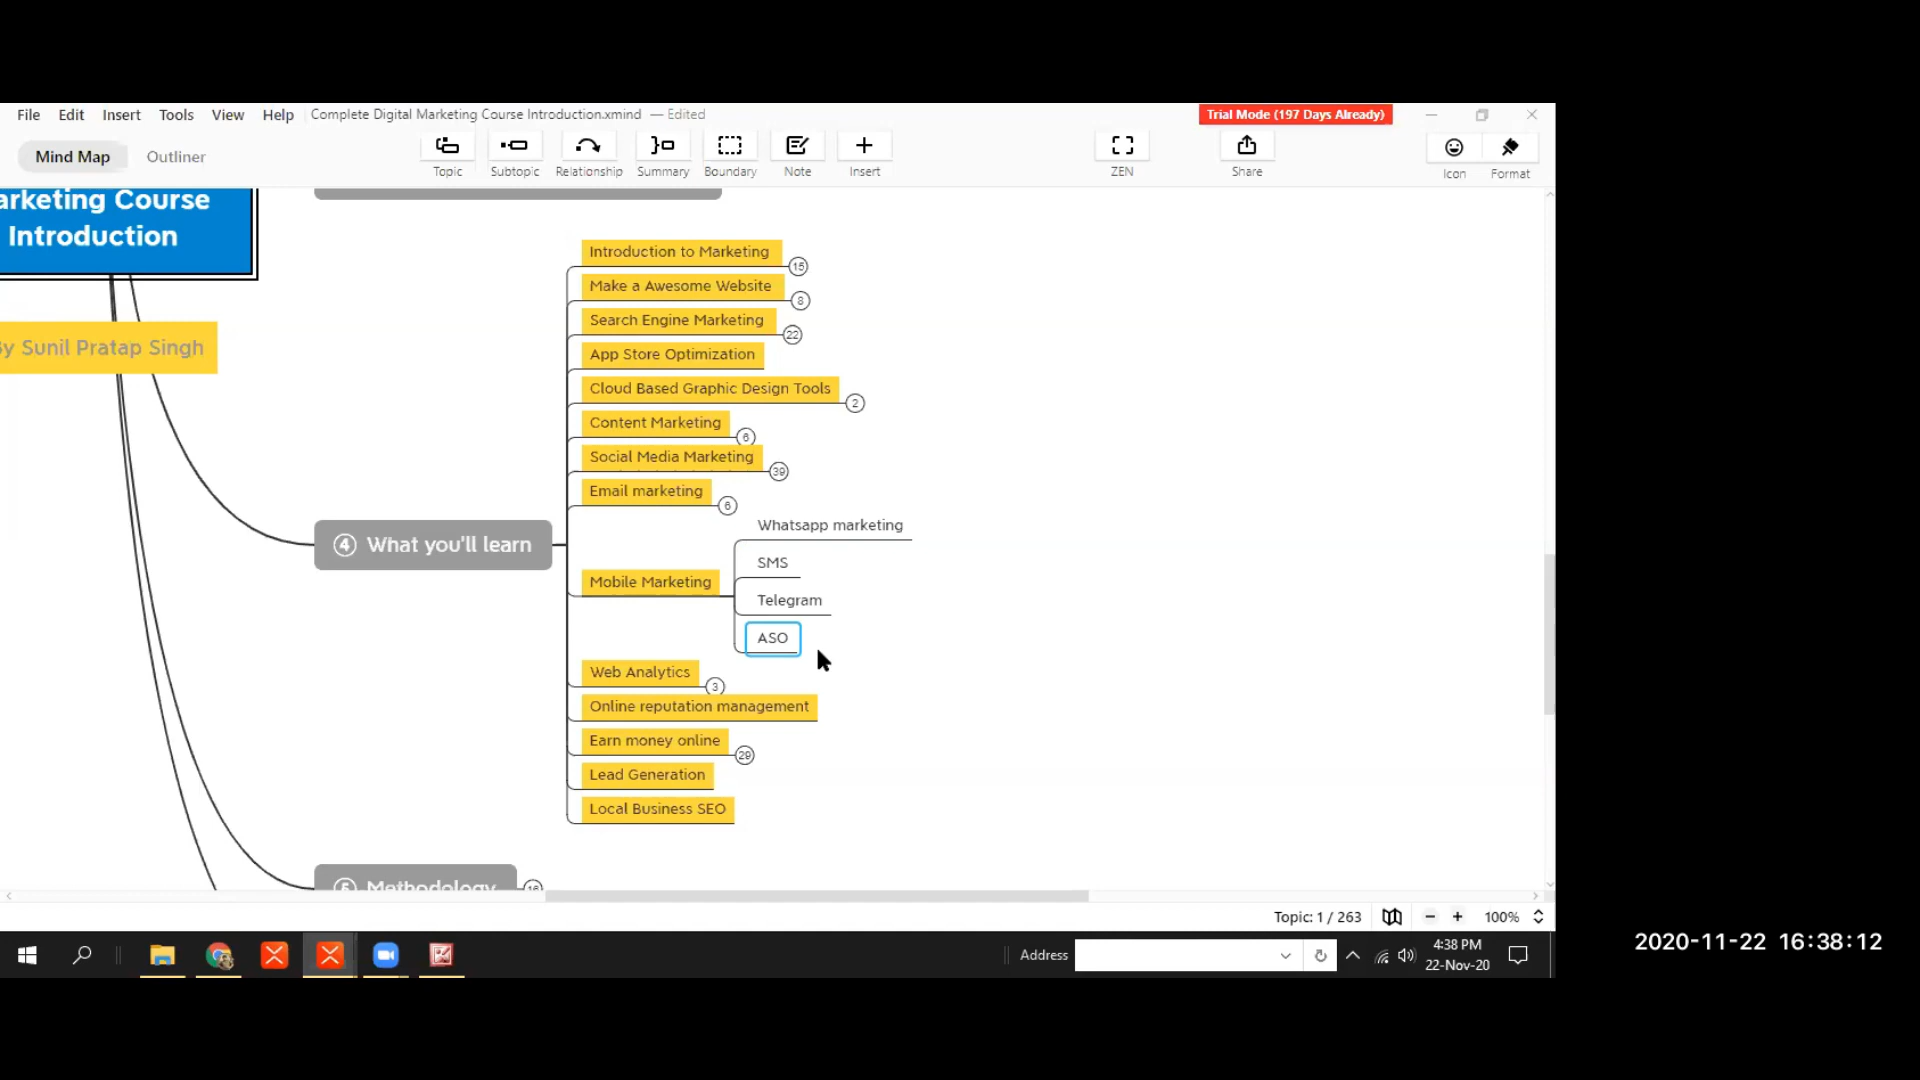 File Edit Insert Tools View Help Complete Digital Marketing Course Introduction.xmind — Edited Trial Mode (197 Days Already)
Mind Map Outliner
Topic Subtopic Relationship Summary Boundary Note Insert ZEN Share Icon Format
arketing Course
Introduction
By Sunil Pratap Singh
4 What you'll learn
Introduction to Marketing 15
Make a Awesome Website 8
Search Engine Marketing 22
App Store Optimization
Cloud Based Graphic Design Tools 2
Content Marketing 6
Social Media Marketing 39
Email marketing 6
Mobile Marketing
Whatsapp marketing
SMS
Telegram
ASO
Web Analytics 3
Online reputation management
Earn money online 29
Lead Generation
Local Business SEO
5 Methodology 16
Topic: 1 / 263 100%
Address
4:38 PM
22-Nov-20
2020-11-22 16:38:12